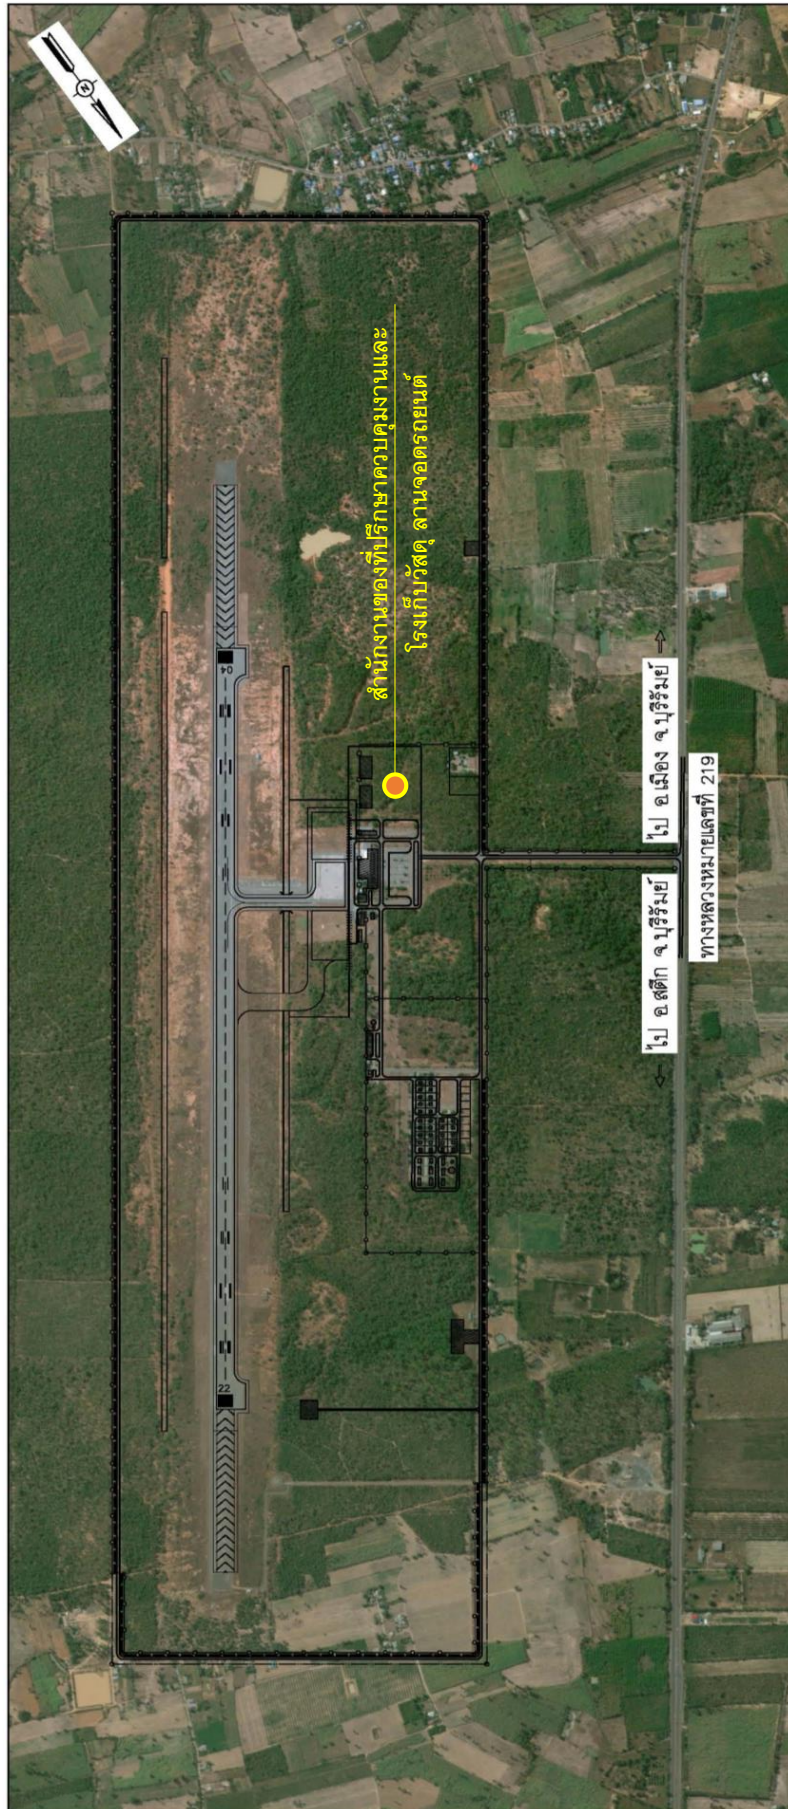 N
สำนักงานของที่ปรึกษาควบคุมงานและ
โรงเก็บวัสดุ ลานจอดรถยนต์
04
22
ไป อ.สตึก จ.บุรีรัมย์
ไป อ.เมือง จ.บุรีรัมย์
ทางหลวงหมายเลขที่ 219